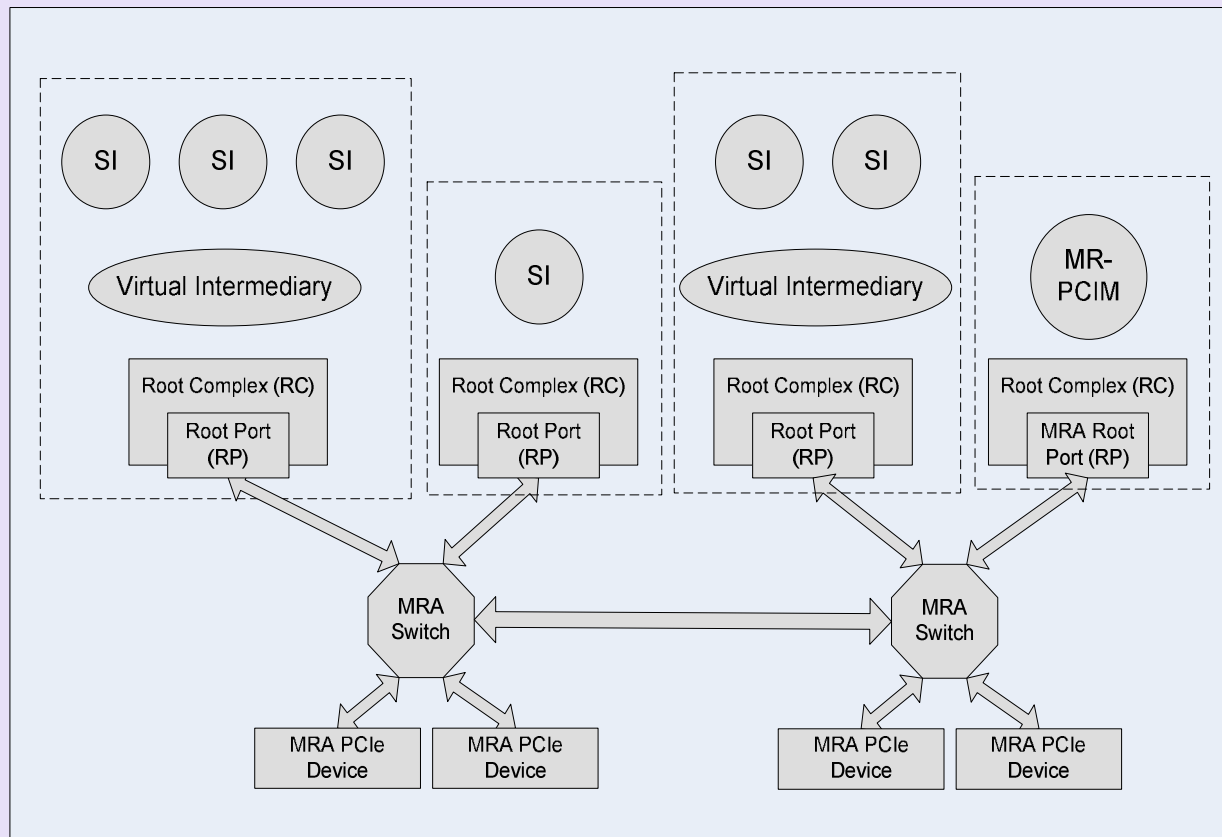 SI
SI
SI
SI
SI
Virtual Intermediary
SI
Virtual Intermediary
MR-
PCIM
Root Complex (RC)
Root Port
(RP)
Root Complex (RC)
Root Port
(RP)
Root Complex (RC)
Root Port
(RP)
Root Complex (RC)
MRA Root
Port (RP)
MRA
Switch
MRA
Switch
MRA PCIe
Device
MRA PCIe
Device
MRA PCIe
Device
MRA PCIe
Device